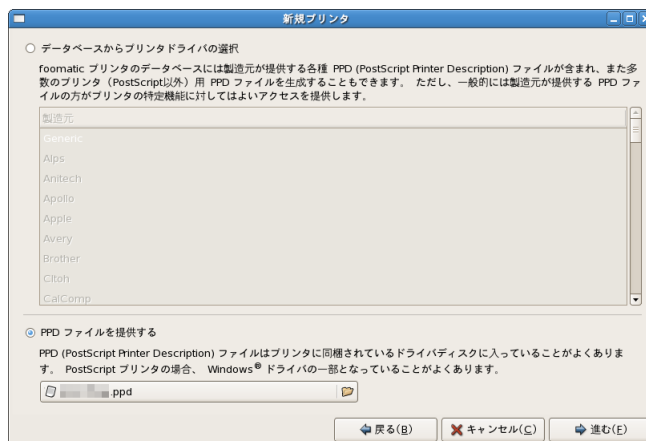 新規プリンタ
データベースからプリンタドライバの選択
foomatic プリンタのデータベースには製造元が提供する各種 PPD (PostScript Printer Description) ファイルが含まれ、また多
数のプリンタ（PostScript以外）用 PPD ファイルを生成することもできます。 ただし、一般的には製造元が提供する PPD ファ
イルの方がプリンタの特定機能に対してはよいアクセスを提供します。
製造元
Generic
Alps
Anitech
Apollo
Apple
Avery
Brother
Citoh
CalComp
PPD ファイルを提供する
PPD (PostScript Printer Description) ファイルはプリンタに同梱されているドライバディスクに入っていることがよくありま
す。 PostScript プリンタの場合、 Windows® ドライバの一部となっていることがよくあります。
.ppd
戻る(B)
キャンセル(C)
進む(F)